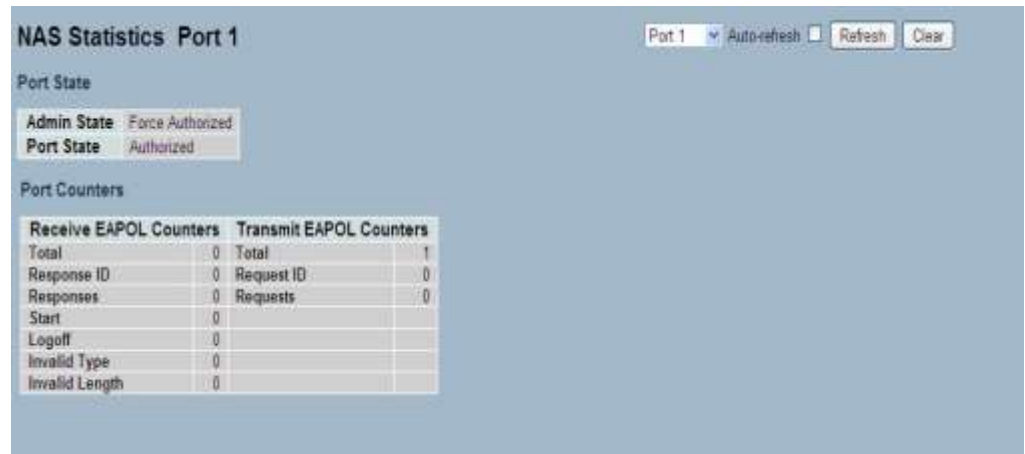 NAS Statistics Port 1
Port 1 Auto-refresh Refresh Clear
Port State
Admin State Force Authorized
Port State Authorized
Port Counters
Receive EAPOL Counters Transmit EAPOL Counters
Total 0 Total 1
Response ID 0 Request ID 0
Responses 0 Requests 0
Start 0
Logoff 0
Invalid Type 0
Invalid Length 0